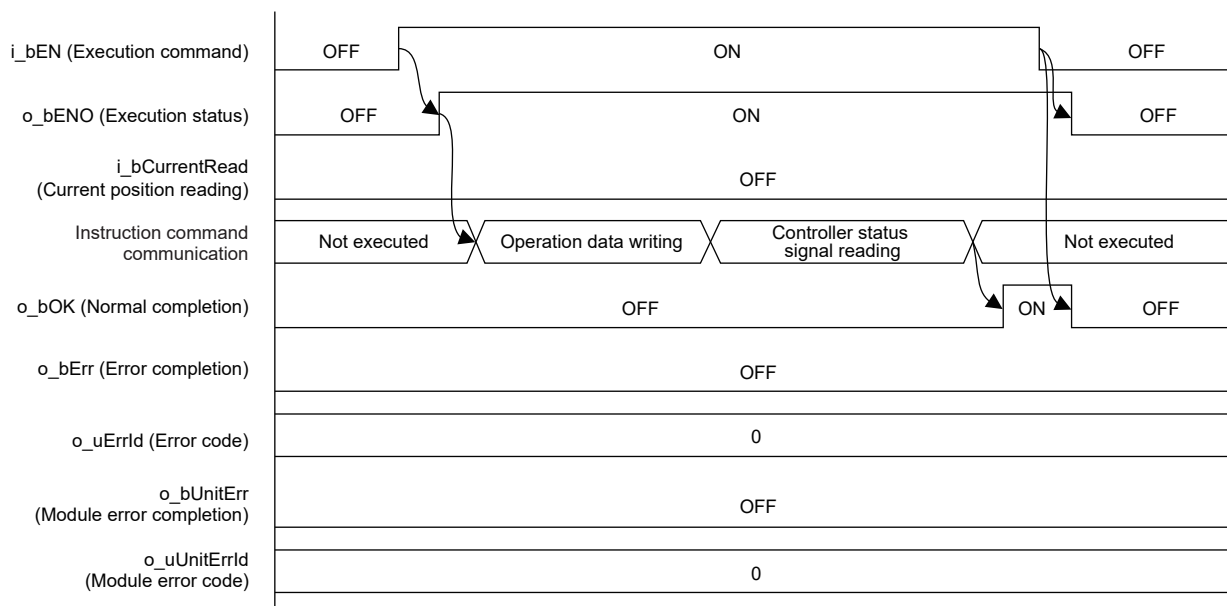 i_bEN (Execution command)
OFF
ON
OFF
o_bENO (Execution status)
OFF
ON
OFF
i_bCurrentRead
(Current position reading)
OFF
Instruction command
communication
Not executed
Operation data writing
Controller status
signal reading
Not executed
o_bOK (Normal completion)
OFF
ON
OFF
o_bErr (Error completion)
OFF
o_uErrId (Error code)
0
o_bUnitErr
(Module error completion)
OFF
o_uUnitErrId
(Module error code)
0